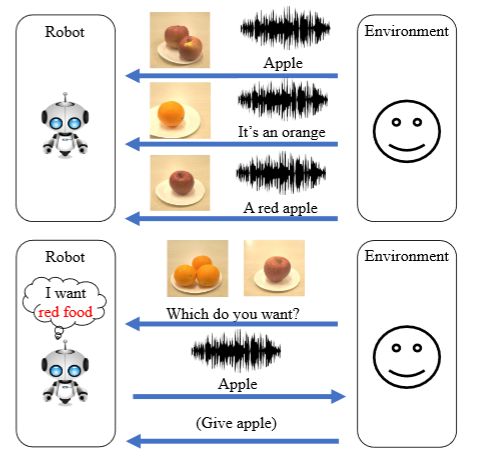 Robot
Environment
Apple
It's an orange
A red apple
Robot
Environment
I want
red food
Which do you want?
Apple
(Give apple)